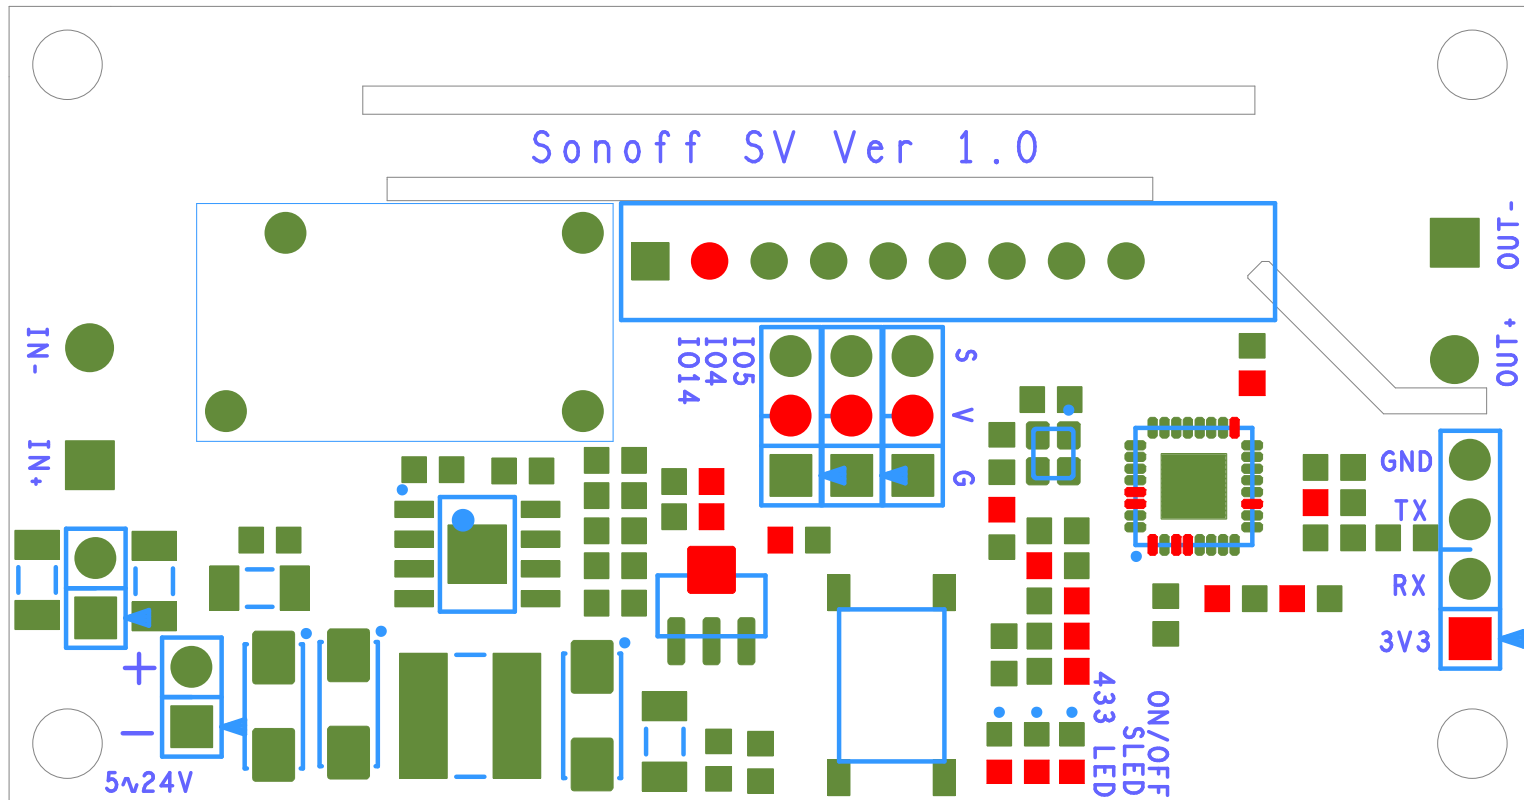 Sonoff SV Ver 1.0
OUT-
IN-
IO5
IO4
IO14
S
OUT+
V
IN+
G
GND
TX
RX
3V3
+
-
5~24V
433 LED
SLED
ON/OFF